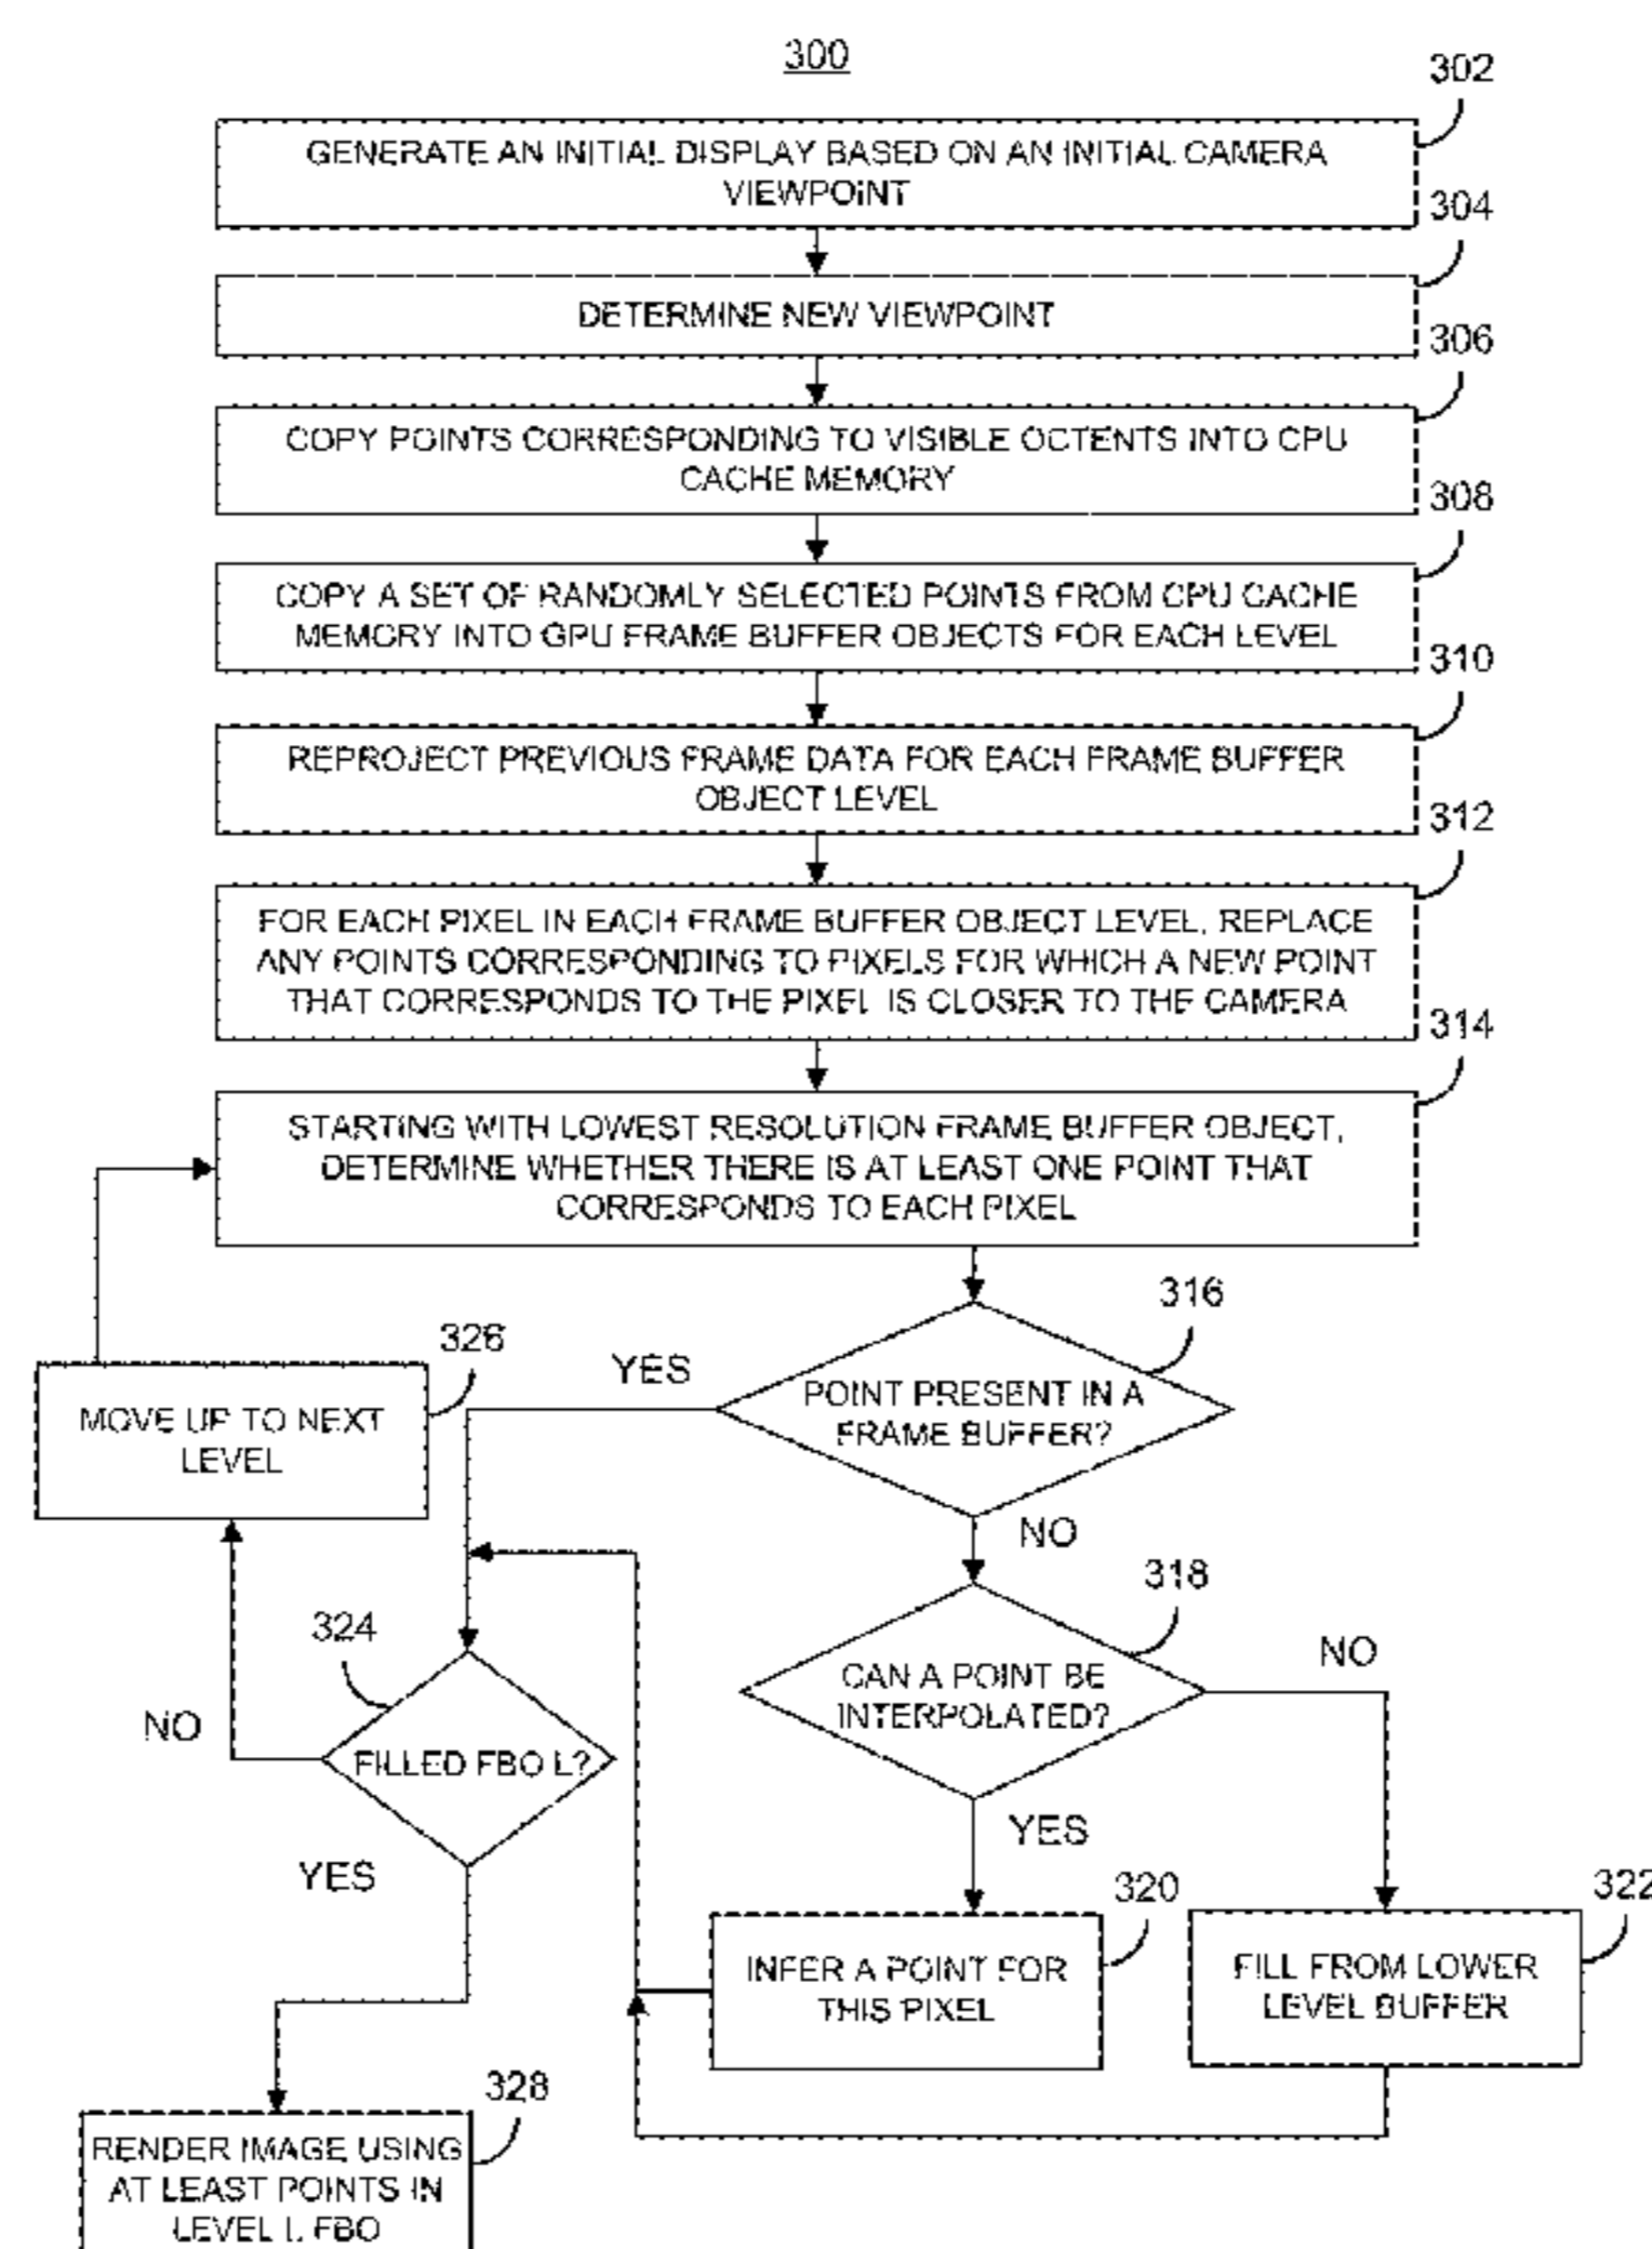 300
302
GENERATE AN INITIAL DISPLAY BASED ON AN INITIAL CAMERA
VIEWPOINT
304
DETERMINE NEW VIEWPOINT
306
COPY POINTS CORRESPONDING TO VISIBLE OCTENTS INTO CPU
CACHE MEMORY
308
COPY A SET OF RANDOMLY SELECTED POINTS FROM CPU CACHE
MEMORY INTO GPU FRAME BUFFER OBJECTS FOR EACH LEVEL
310
REPROJECT PREVIOUS FRAME DATA FOR EACH FRAME BUFFER
OBJECT LEVEL
312
FOR EACH PIXEL IN EACH FRAME BUFFER OBJECT LEVEL, REPLACE
ANY POINTS CORRESPONDING TO PIXELS FOR WHICH A NEW POINT
THAT CORRESPONDS TO THE PIXEL IS CLOSER TO THE CAMERA
314
STARTING WITH LOWEST RESOLUTION FRAME BUFFER OBJECT,
DETERMINE WHETHER THERE IS AT LEAST ONE POINT THAT
CORRESPONDS TO EACH PIXEL
316
326
YES
POINT PRESENT IN A
FRAME BUFFER?
MOVE UP TO NEXT
LEVEL
NO
318
324
NO
CAN A POINT BE
INTERPOLATED?
NO
FILLED FBO L?
YES
YES
320
322
INFER A POINT FOR
THIS PIXEL
FILL FROM LOWER
LEVEL BUFFER
328
RENDER IMAGE USING
AT LEAST POINTS IN
LEVEL L FBO